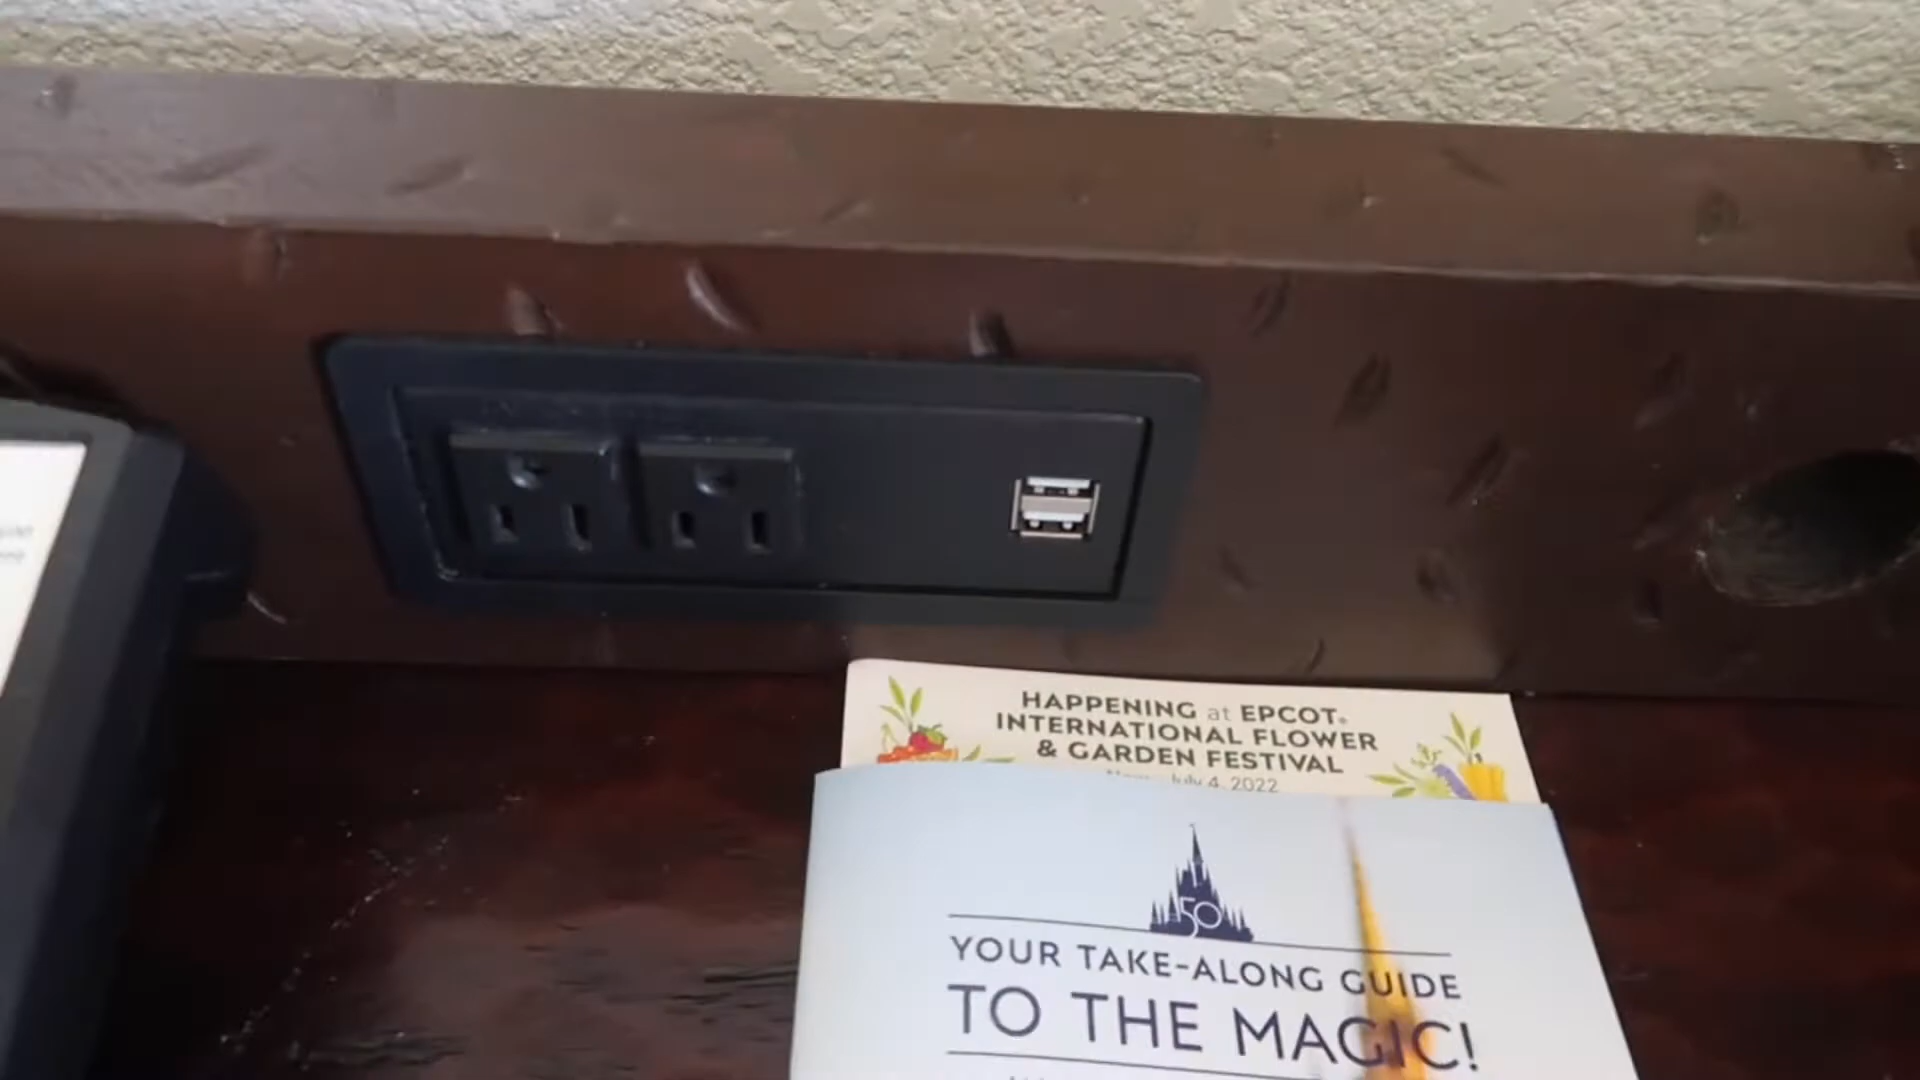 HAPPENING at EPCOT®
INTERNATIONAL FLOWER
& GARDEN FESTIVAL
July 4, 2022
50
YOUR TAKE-ALONG GUIDE
TO THE MAGIC!